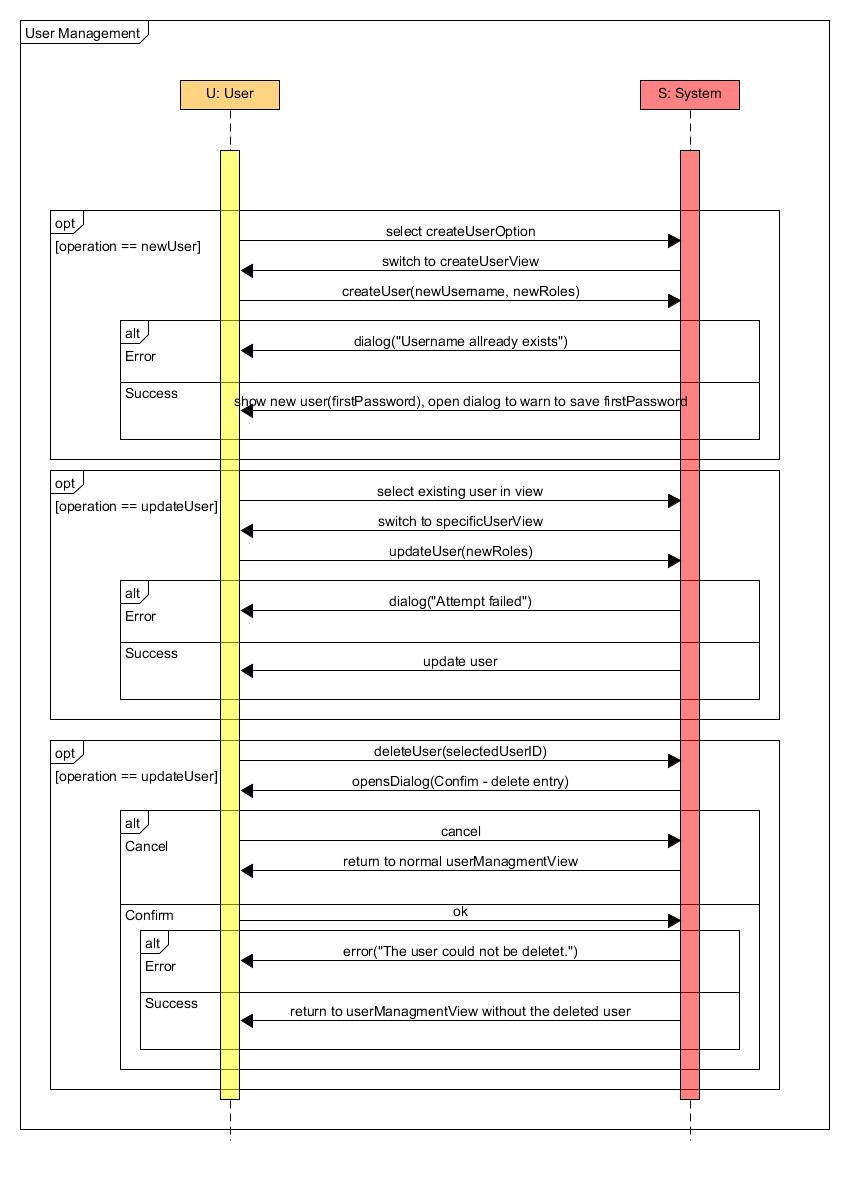 User Management
U: User
S: System
opt
[operation == newUser]
select createUserOption
switch to createUserView
createUser(newUsername, newRoles)
alt
Error
dialog("Username allready exists")
Success
show new user(firstPassword), open dialog to warn to save firstPassword
opt
[operation == updateUser]
select existing user in view
switch to specificUserView
updateUser(newRoles)
alt
Error
dialog("Attempt failed")
Success
update user
opt
[operation == updateUser]
deleteUser(selectedUserID)
opensDialog(Confim - delete entry)
alt
Cancel
cancel
return to normal userManagmentView
Confirm
ok
alt
Error
error("The user could not be deletet.")
Success
return to userManagmentView without the deleted user